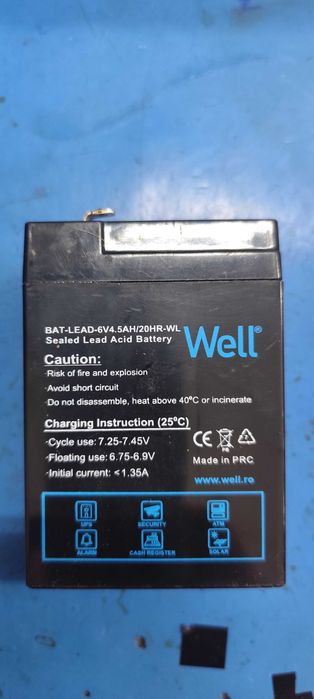 BAT-LEAD-6V4.5AH/20HR-WL
Sealed Lead Acid Battery
Well®
Caution:
Risk of fire and explosion
Avoid short circuit
Do not disassemble, heat above 40°C or incinerate
Charging Instruction (25°C)
Cycle use: 7.25-7.45V
Floating use: 6.75-6.9V
Initial current: <1.35A
CE
Pb
Made in PRC
www.well.ro
UPS
SECURITY
ATM
ALARM
CASH REGISTER
SOLAR